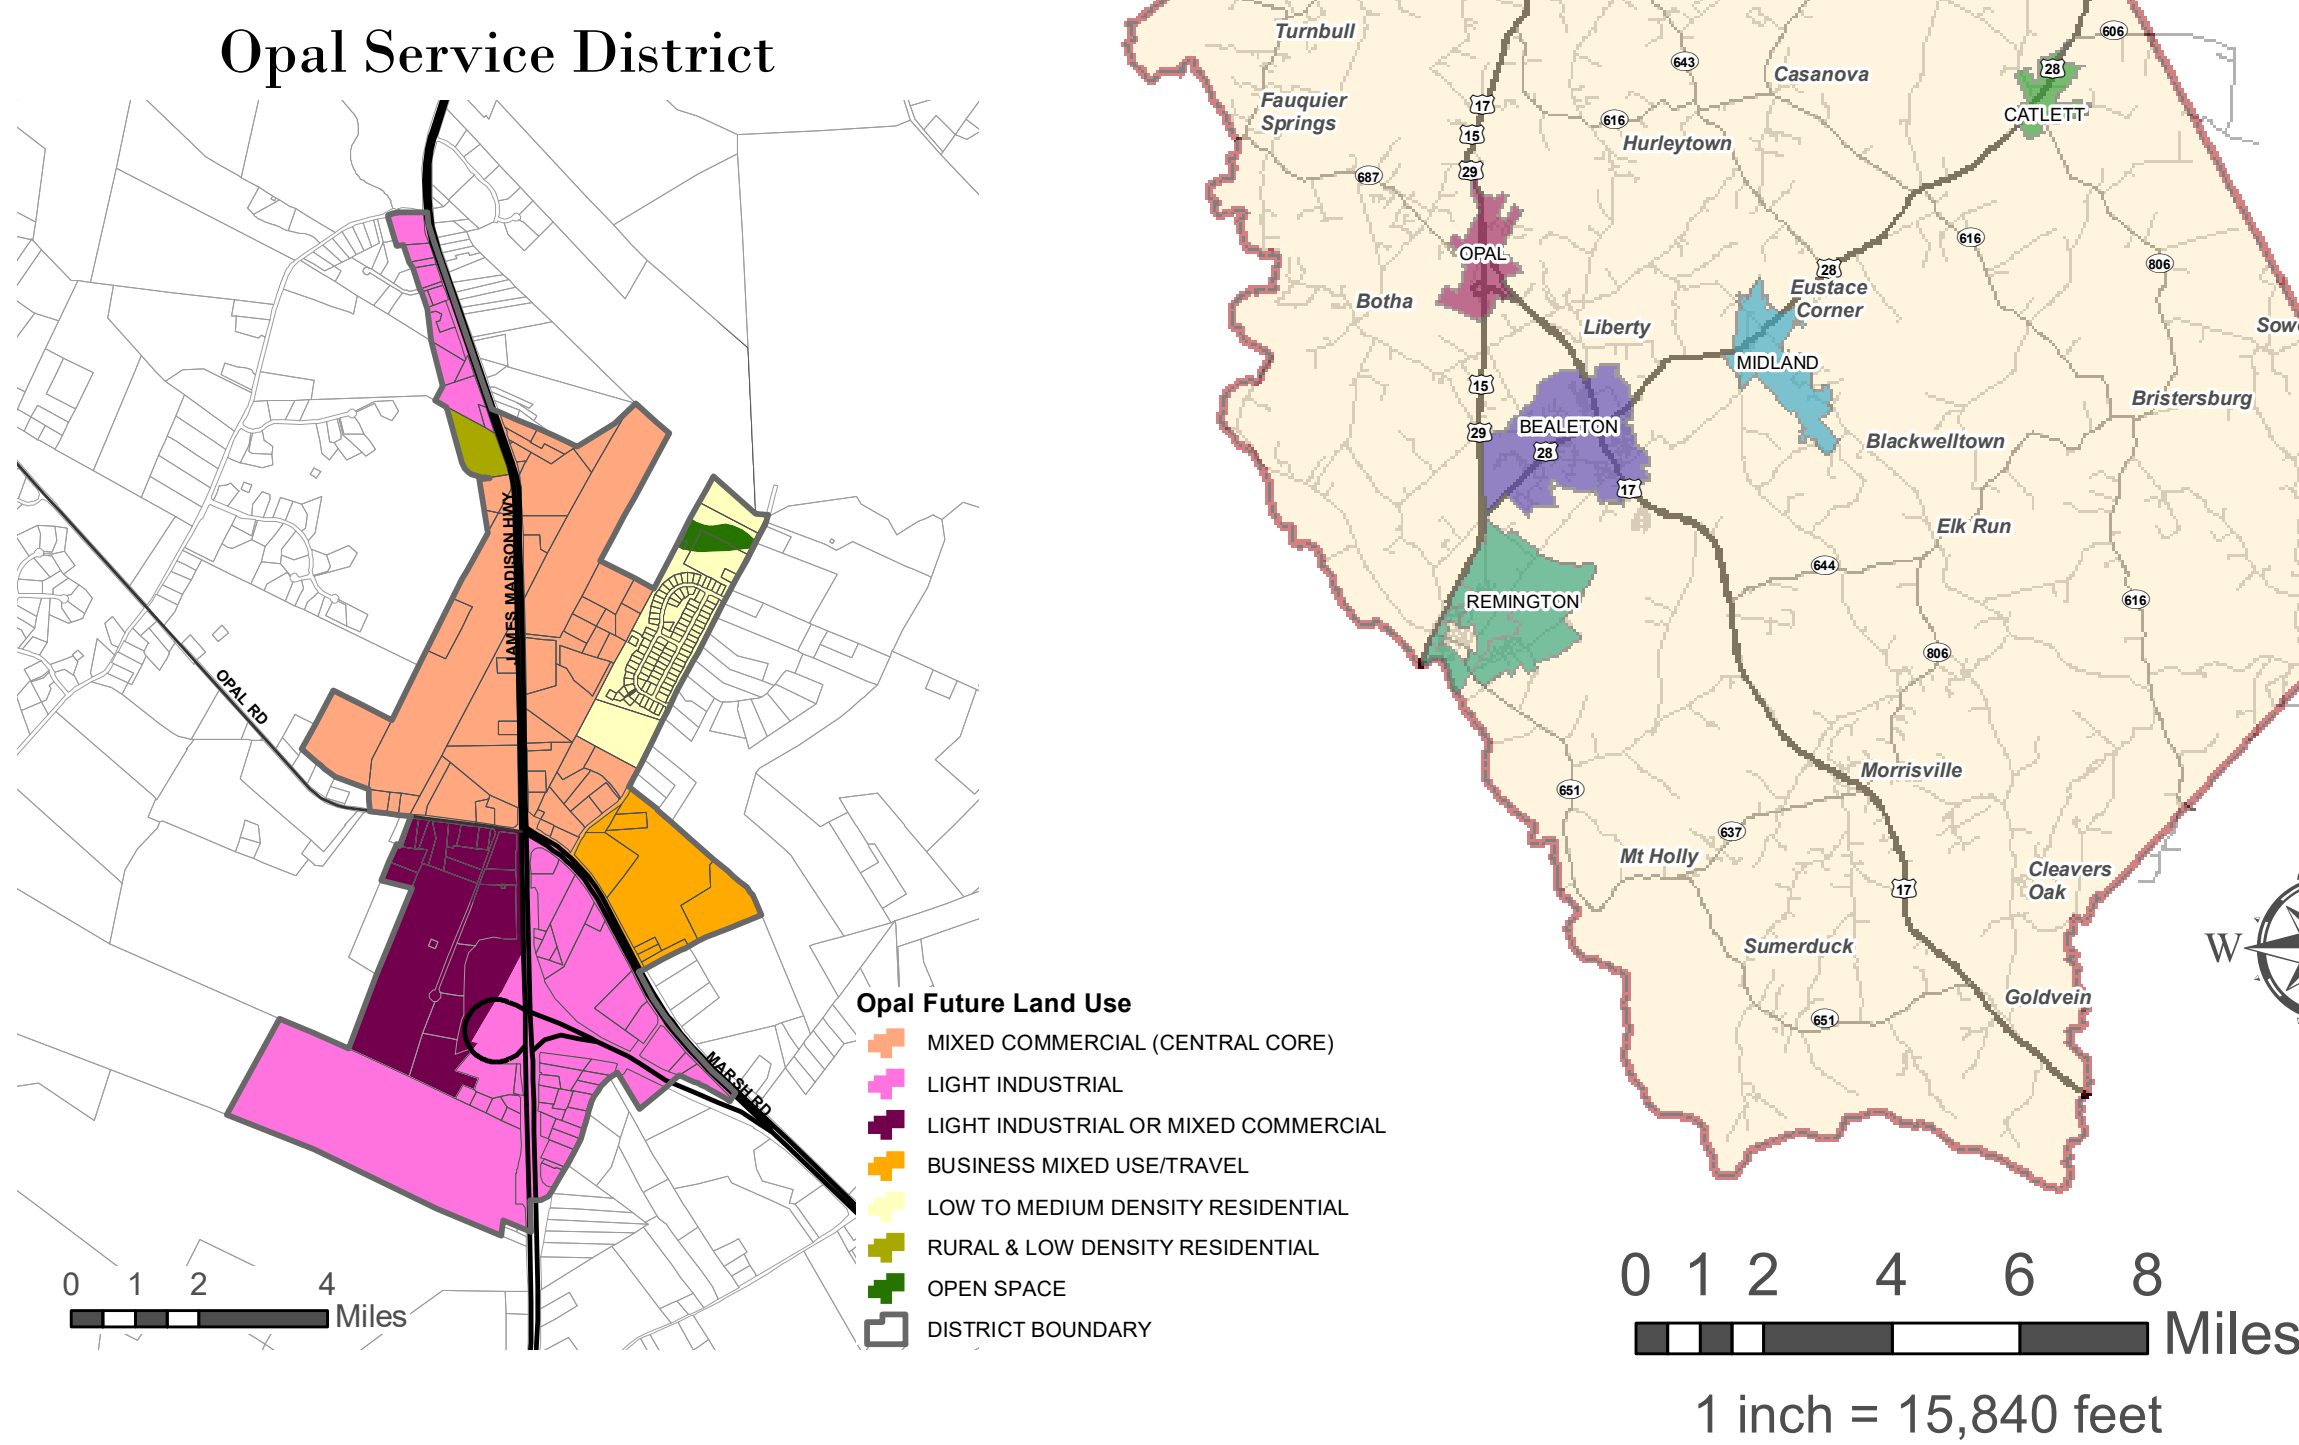 Opal Service District
JAMES MADISON HWY
OPAL RD
MARSH RD
0 1 2 4
Miles
Opal Future Land Use
MIXED COMMERCIAL (CENTRAL CORE)
LIGHT INDUSTRIAL
LIGHT INDUSTRIAL OR MIXED COMMERCIAL
BUSINESS MIXED USE/TRAVEL
LOW TO MEDIUM DENSITY RESIDENTIAL
RURAL & LOW DENSITY RESIDENTIAL
OPEN SPACE
DISTRICT BOUNDARY
Turnbull
606
643
28
Casanova
Fauquier
Springs
17
CATLETT
616
15
Hurleytown
29
687
616
OPAL
806
28
Eustace
Corner
Botha
Liberty
Sow
MIDLAND
15
Bristersburg
BEALETON
29
Blackwelltown
28
17
Elk Run
644
REMINGTON
616
806
Morrisville
651
637
Mt Holly
Cleavers
Oak
17
W
Sumerduck
Goldvein
651
0 1 2 4 6 8
Miles
1 inch = 15,840 feet